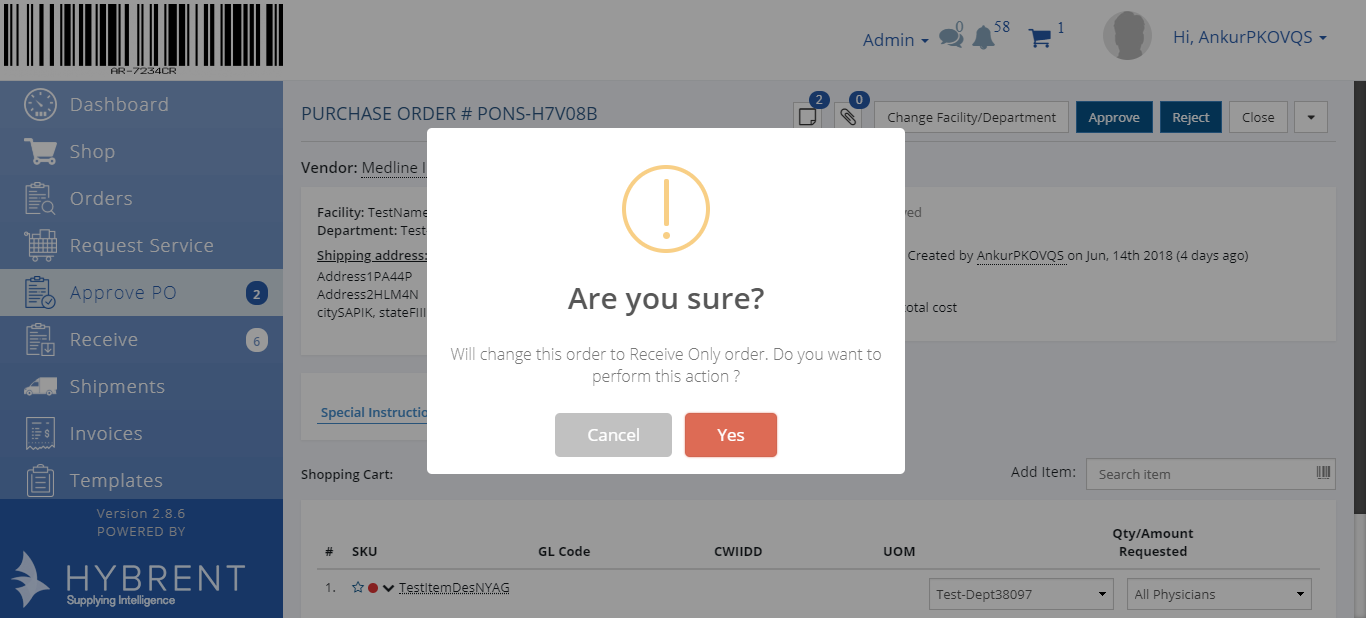 AR-7234CR
Admin
0
58
1
Hi, AnkurPKOVQS
Dashboard
Shop
Orders
Request Service
Approve PO
2
Receive
6
Shipments
Invoices
Templates
Version 2.8.6
POWERED BY
HYBRENT
Supplying Intelligence
PURCHASE ORDER # PONS-H7V08B
2
0
Change Facility/Department
Approve
Reject
Close
Vendor: Medline I
Facility: TestName
Department: Test-
Shipping address:
Address1PA44P
Address2HLM4N
citySAPIK, stateFIII
ved
Created by AnkurPKOVQS on Jun, 14th 2018 (4 days ago)
otal cost
Are you sure?
Will change this order to Receive Only order. Do you want to
perform this action ?
Cancel
Yes
Special Instructio
Shopping Cart:
Add Item:
Search item
# SKU GL Code CWIIDD UOM Qty/Amount
Requested
1. TestItemDesNYAG
Test-Dept38097
All Physicians